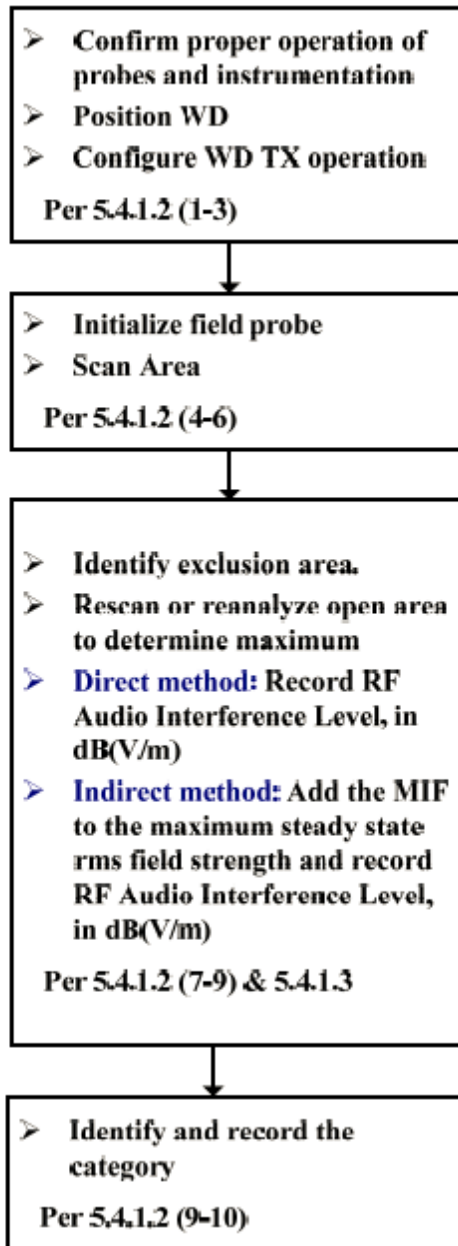 ➢ Confirm proper operation of
probes and instrumentation
➢ Position WD
➢ Configure WD TX operation
Per 5.4.1.2 (1-3)
➢ Initialize field probe
➢ Scan Area
Per 5.4.1.2 (4-6)
➢ Identify exclusion area.
➢ Rescan or reanalyze open area
to determine maximum
➢ Direct method: Record RF
Audio Interference Level, in
dB(V/m)
➢ Indirect method: Add the MIF
to the maximum steady state
rms field strength and record
RF Audio Interference Level,
in dB(V/m)
Per 5.4.1.2 (7-9) & 5.4.1.3
➢ Identify and record the
category
Per 5.4.1.2 (9-10)